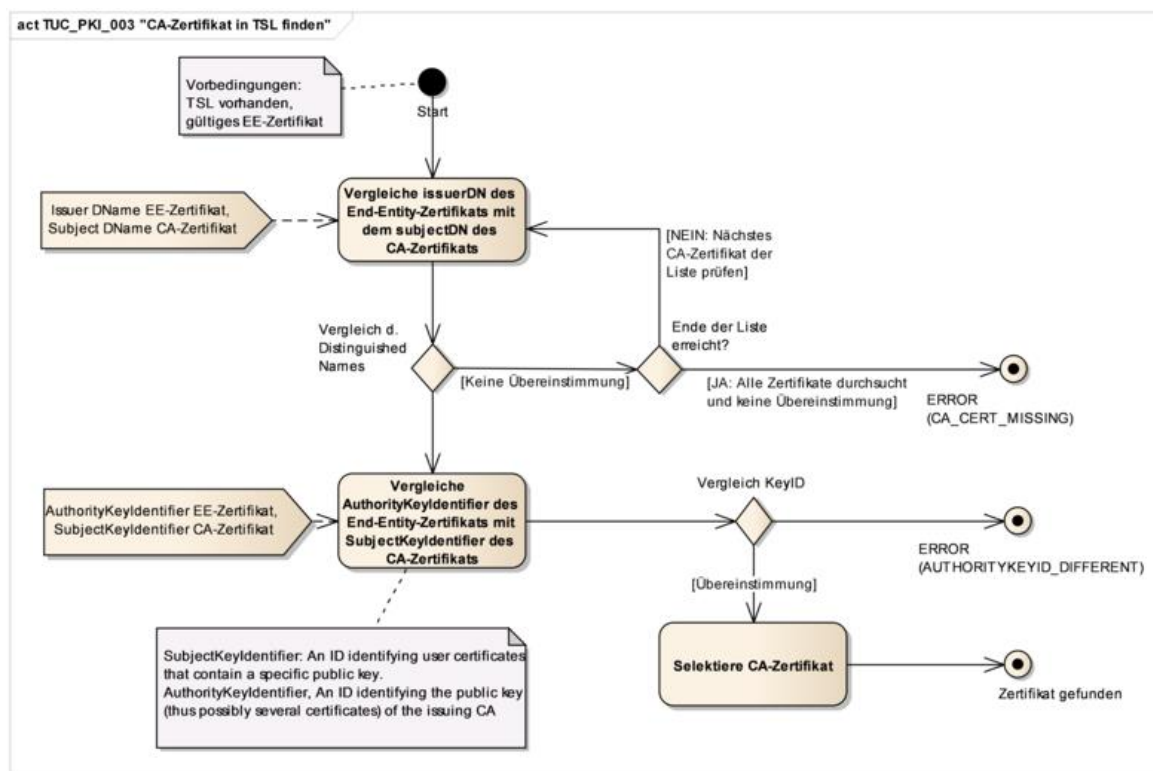 act TUC_PKI_003 "CA-Zertifikat in TSL finden"
Vorbedingungen:
TSL vorhanden,
gültiges EE-Zertifikat
Start
Vergleiche issuerDN des
End-Entity-Zertifikats mit
dem subjectDN des
CA-Zertifikats
Issuer DName EE-Zertifikat,
Subject DName CA-Zertifikat
[NEIN: Nächstes
CA-Zertifikat der
Liste prüfen]
Vergleich d.
Distinguished
Names
Ende der Liste
erreicht?
[Keine Übereinstimmung]
[JA: Alle Zertifikate durchsucht
und keine Übereinstimmung]
ERROR
(CA_CERT_MISSING)
Vergleiche
AuthorityKeyIdentifier des
End-Entity-Zertifikats mit
SubjectKeyIdentifier des
CA-Zertifikats
AuthorityKeyIdentifier EE-Zertifikat,
SubjectKeyIdentifier CA-Zertifikat
Vergleich KeyID
ERROR
(AUTHORITYKEYID_DIFFERENT)
[Übereinstimmung]
Selektiere CA-Zertifikat
Zertifikat gefunden
SubjectKeyIdentifier: An ID identifying user certificates
that contain a specific public key.
AuthorityKeyIdentifier, An ID identifying the public key
(thus possibly several certificates) of the issuing CA